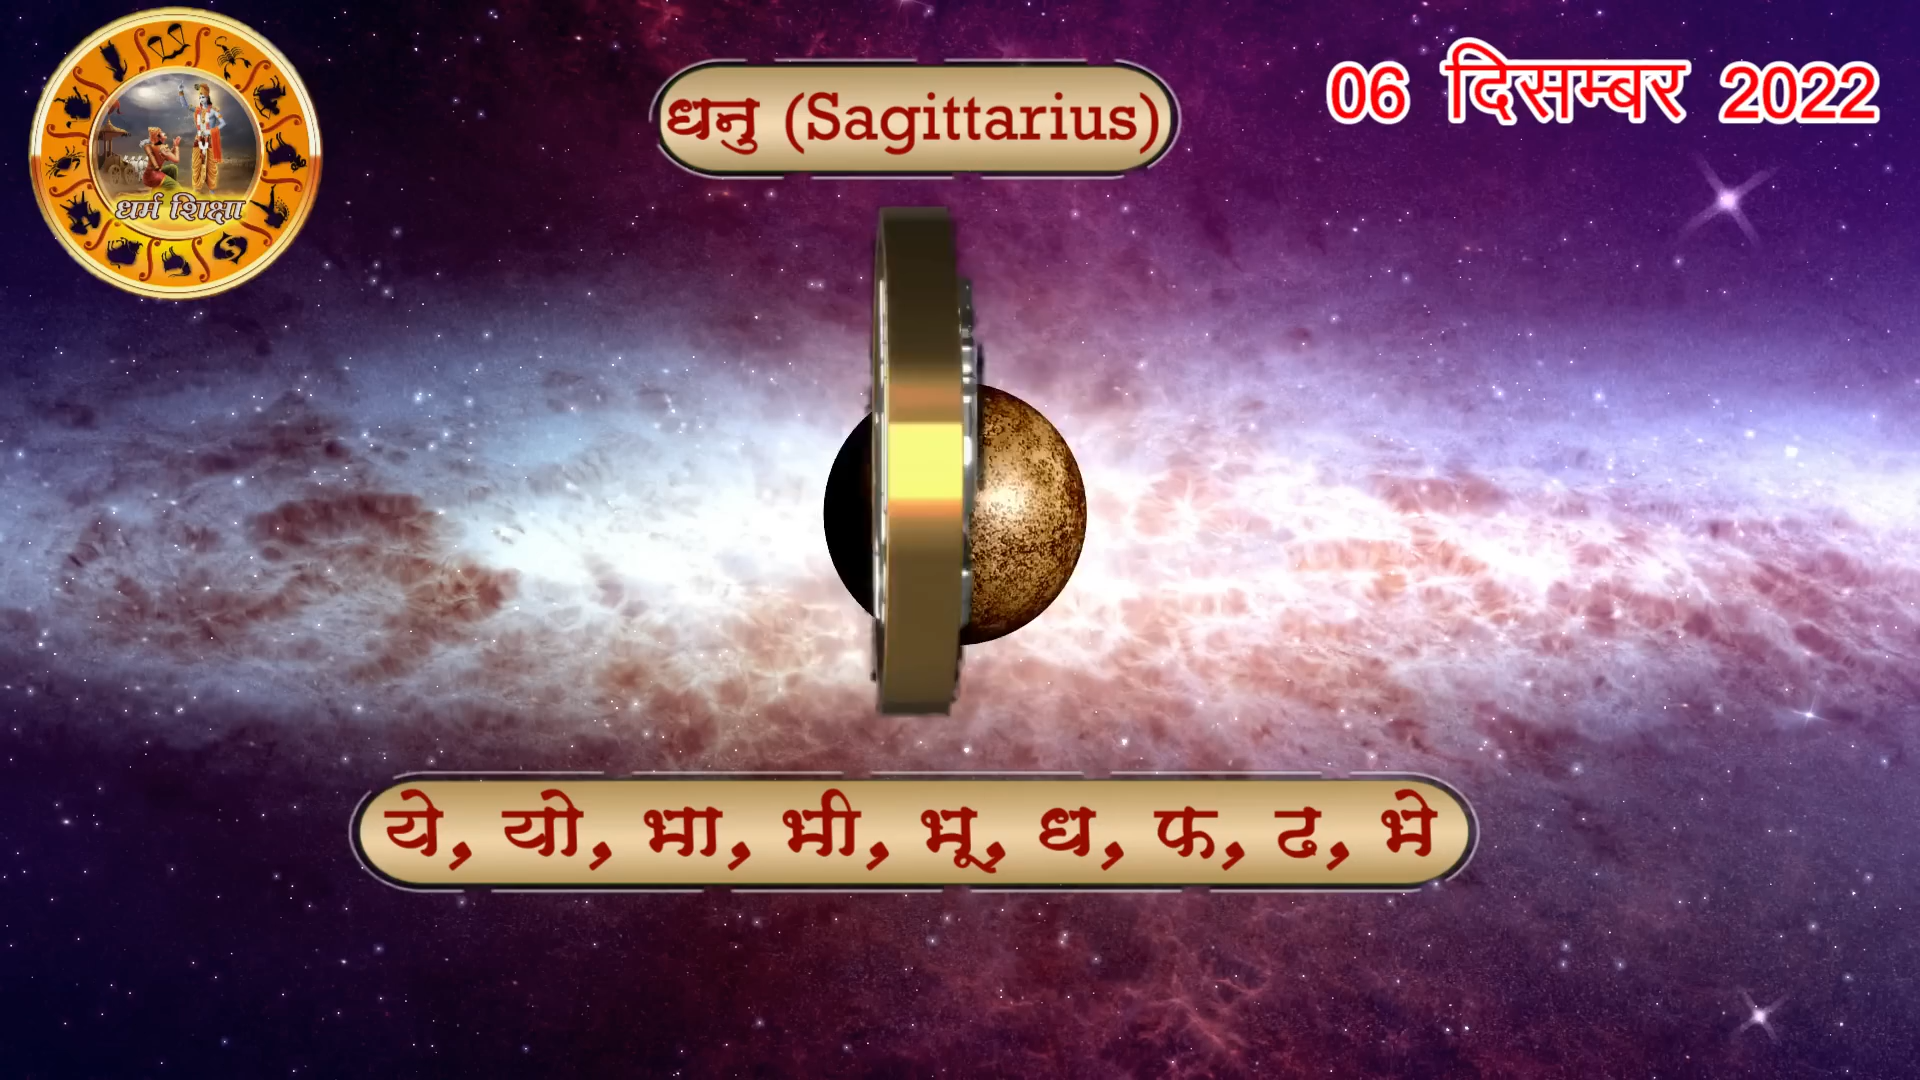 धनु (Sagittarius)
06 दिसम्बर 2022
धर्म शिक्षा
ये, यो, भा, भी, भू, ध, फ, ढ, भे